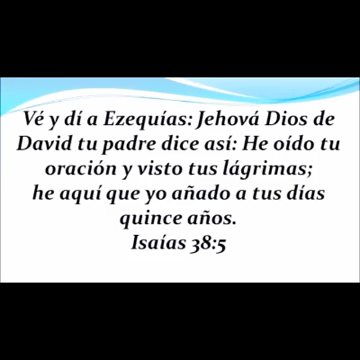 Vé y dí a Ezequías: Jehová Dios de
David tu padre dice así: He oído tu
oración y visto tus lágrimas;
he aquí que yo añado a tus días
quince años.
Isaías 38:5